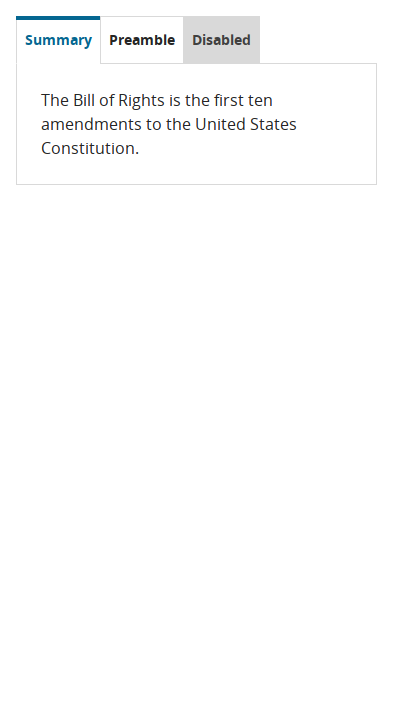 Summary Preamble Disabled
The Bill of Rights is the first ten
amendments to the United States
Constitution.